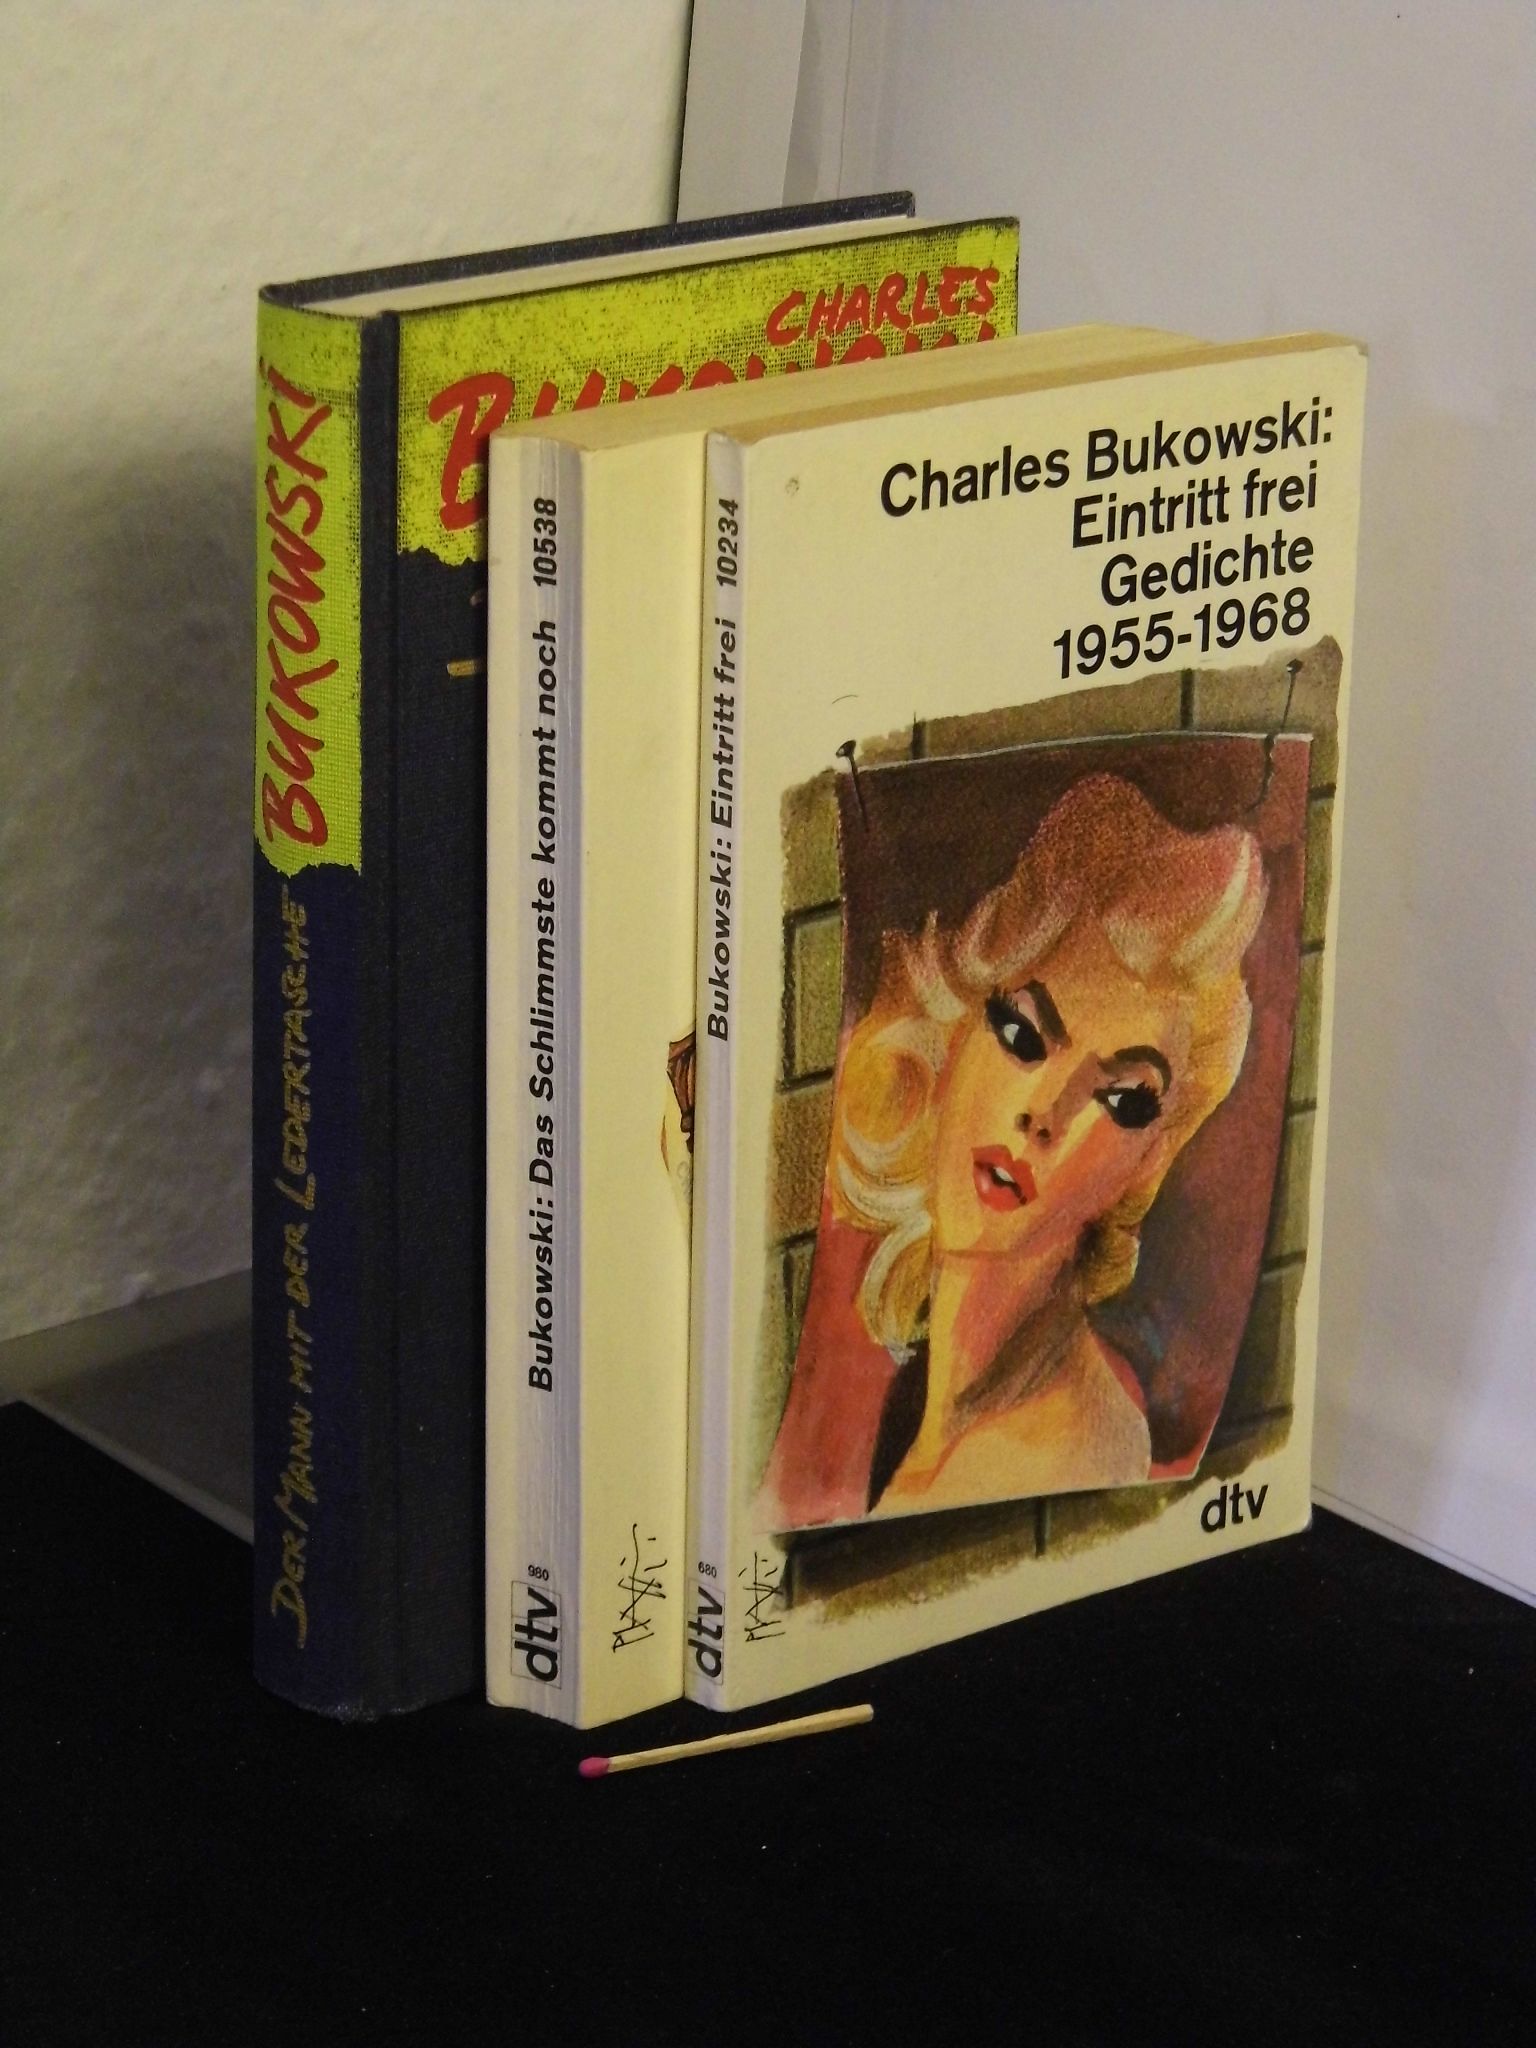 BUKOWSKI
DER MANN MIT DER LEDERTASCHE
CHARLES
BUKOWSKI
Bukowski: Das Schlimmste kommt noch 10538
980
dtv
Bukowski: Eintritt frei 10234
680
dtv
Charles Bukowski:
Eintritt frei
Gedichte
1955-1968
dtv